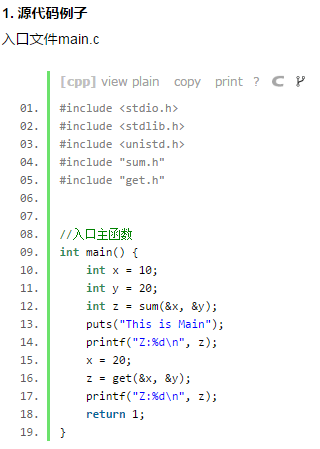 1. 源代码例子
入口文件main.c
[cpp] view plain copy print ?
01. #include <stdio.h>
02. #include <stdlib.h>
03. #include <unistd.h>
04. #include "sum.h"
05. #include "get.h"
06.
07.
08. //入口主函数
09. int main() {
10. int x = 10;
11. int y = 20;
12. int z = sum(&x, &y);
13. puts("This is Main");
14. printf("Z:%d\n", z);
15. x = 20;
16. z = get(&x, &y);
17. printf("Z:%d\n", z);
18. return 1;
19. }